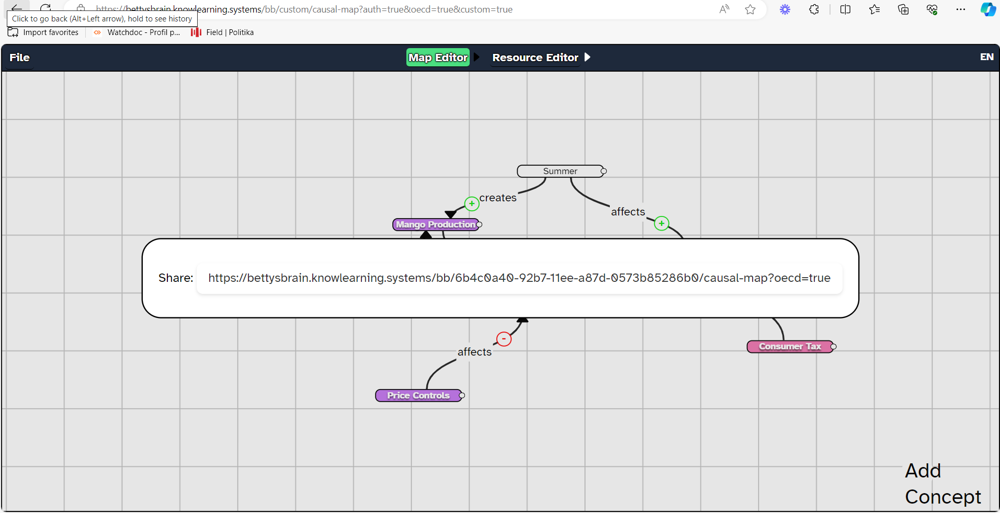 https://bettysbrain.knowlearning.systems/bb/custom/causal-map?auth=true&oecd=true&custom=true
Click to go back (Alt+Left arrow), hold to see history
Import favorites
Watchdoc - Profil p...
Field | Politika
File
Map Editor
Resource Editor
EN
Summer
creates
+
affects
+
Mango Production
Share: https://bettysbrain.knowlearning.systems/bb/6b4c0a40-92b7-11ee-a87d-0573b85286b0/causal-map?oecd=true
-
affects
Consumer Tax
Price Controls
Add
Concept